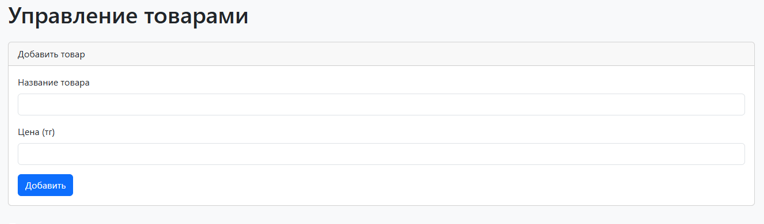 Управление товарами
Добавить товар
Название товара
Цена (тг)
Добавить